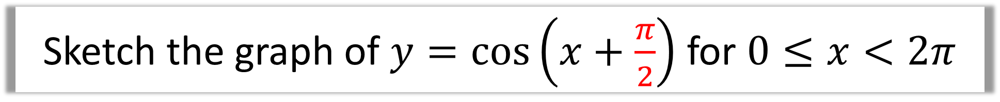 Sketch the graph of y = cos(x + π/2) for 0 ≤ x < 2π